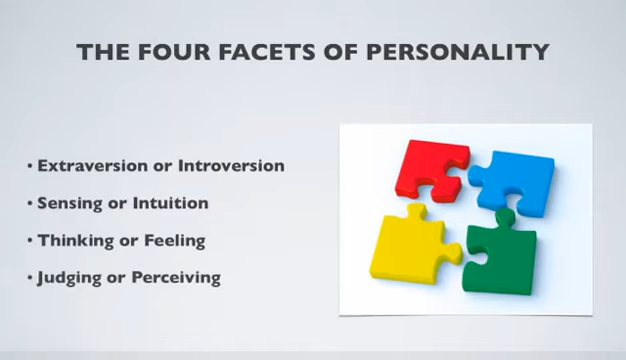 THE FOUR FACETS OF PERSONALITY
• Extraversion or Introversion
• Sensing or Intuition
• Thinking or Feeling
• Judging or Perceiving